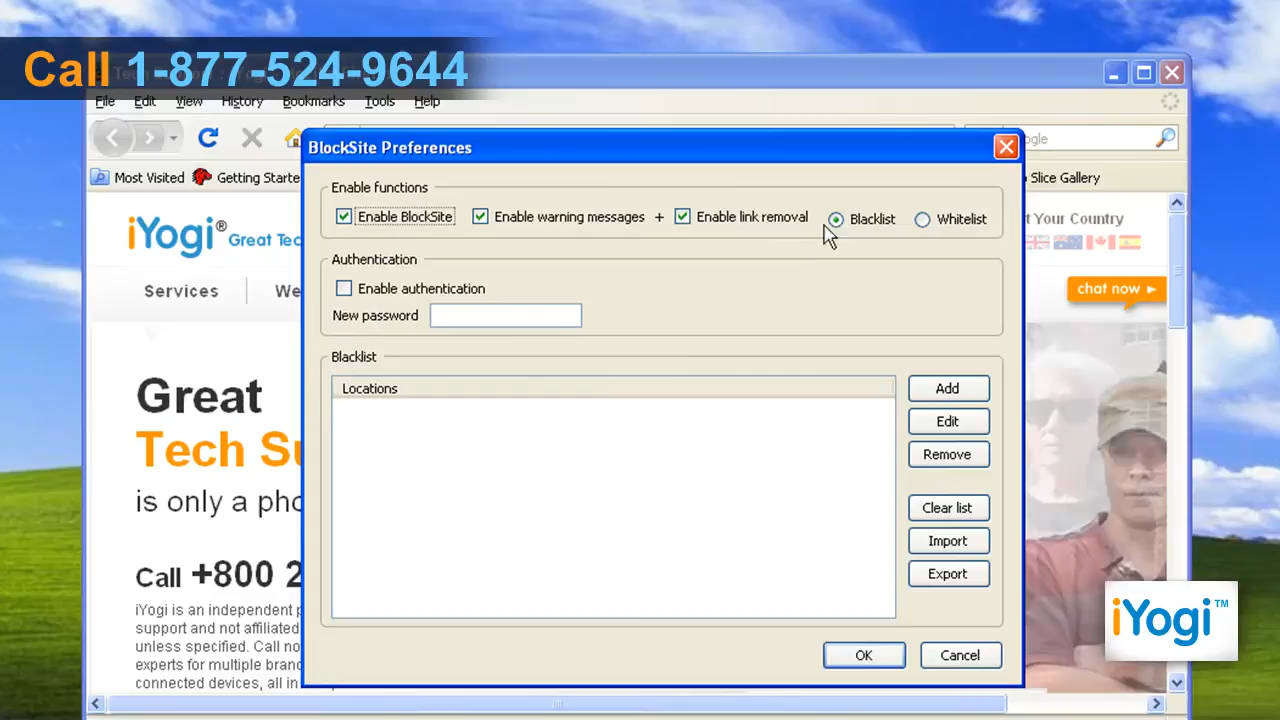 Call 1-877-524-9644
File Edit View History Bookmarks Tools Help
BlockSite Preferences
Most Visited Getting Starte
Slice Gallery
Enable functions
Enable BlockSite Enable warning messages + Enable link removal Blacklist Whitelist
iYogi® Great Tec
t Your Country
Authentication
Services We
Enable authentication
chat now
New password
Blacklist
Locations
Add
Edit
Remove
Clear list
Import
Export
Great
Tech Su
is only a pho
Call +800 2
iYogi is an independent p
support and not affiliated
unless specified. Call no
experts for multiple bran
connected devices, all in
OK Cancel
iYogi™